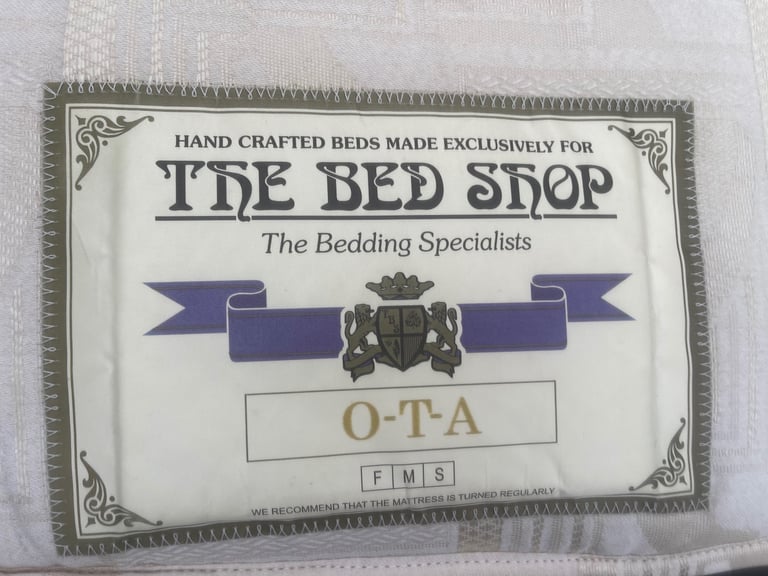 HAND CRAFTED BEDS MADE EXCLUSIVELY FOR
THE BED SHOP
The Bedding Specialists
T B S
O-T-A
F M S
WE RECOMMEND THAT THE MATTRESS IS TURNED REGULARLY